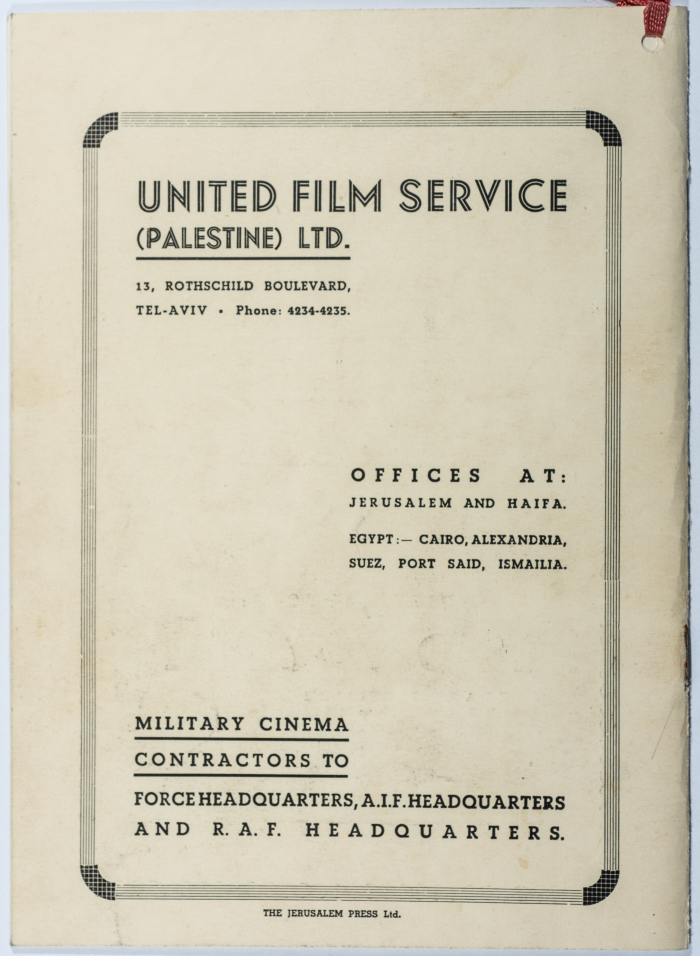 UNITED FILM SERVICE
(PALESTINE) LTD.
13, ROTHSCHILD BOULEVARD,
TEL-AVIV • Phone: 4234-4235.
OFFICES AT:
JERUSALEM AND HAIFA.
EGYPT:— CAIRO, ALEXANDRIA,
SUEZ, PORT SAID, ISMAILIA.
MILITARY CINEMA
CONTRACTORS TO
FORCE HEADQUARTERS, A.I.F. HEADQUARTERS
AND R. A. F. HEADQUARTERS.
THE JERUSALEM PRESS Ltd.